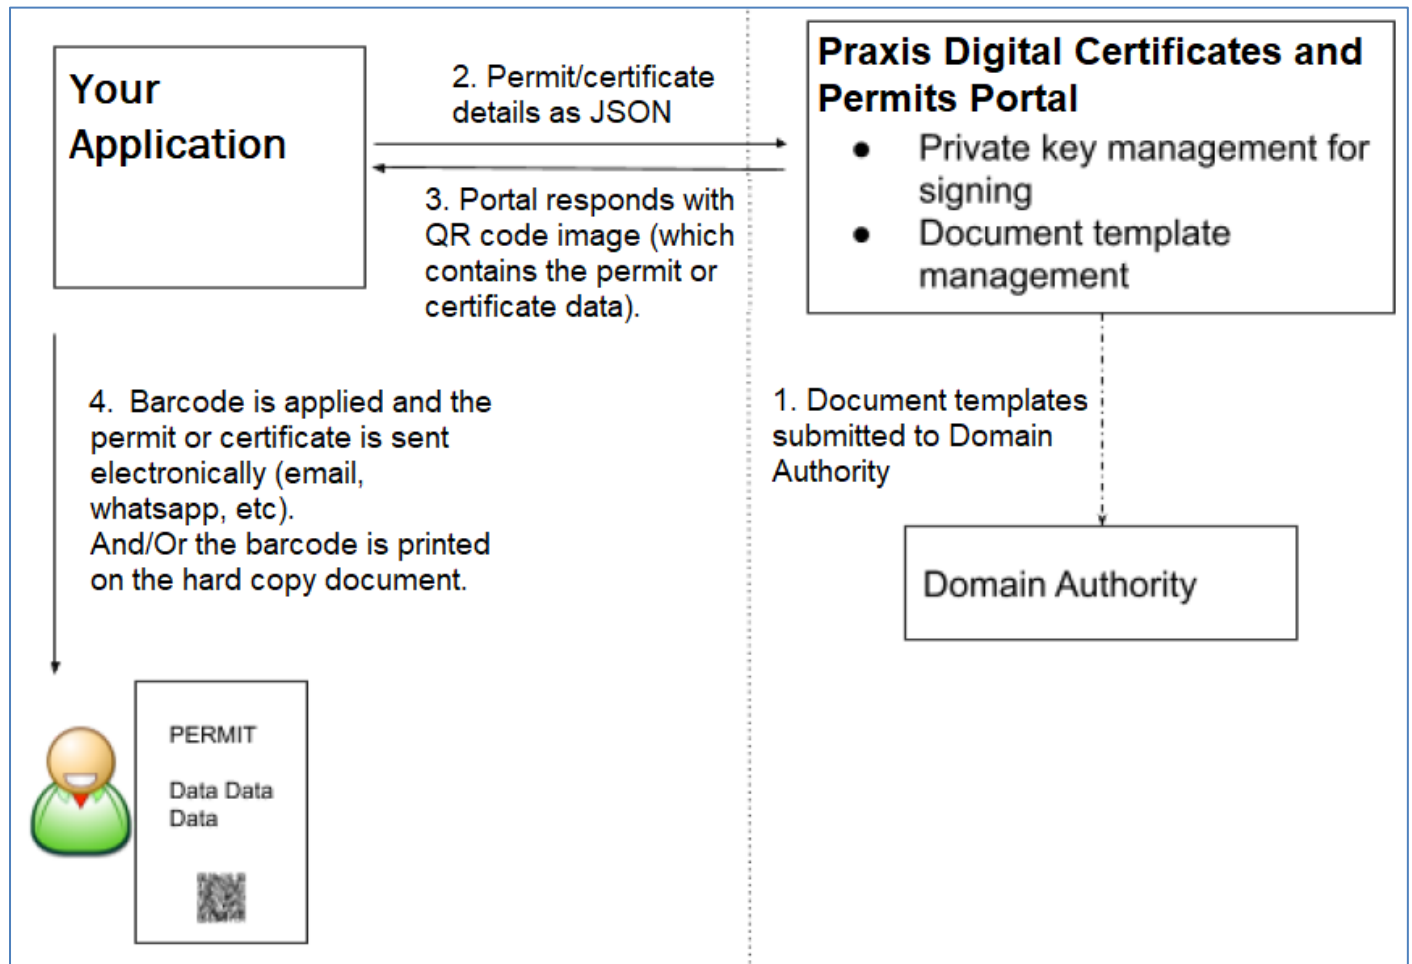 Your
Application
2. Permit/certificate
details as JSON
3. Portal responds with
QR code image (which
contains the permit or
certificate data).
Praxis Digital Certificates and
Permits Portal
● Private key management for
signing
● Document template
management
4. Barcode is applied and the
permit or certificate is sent
electronically (email,
whatsapp, etc).
And/Or the barcode is printed
on the hard copy document.
1. Document templates
submitted to Domain
Authority
Domain Authority
PERMIT
Data Data
Data